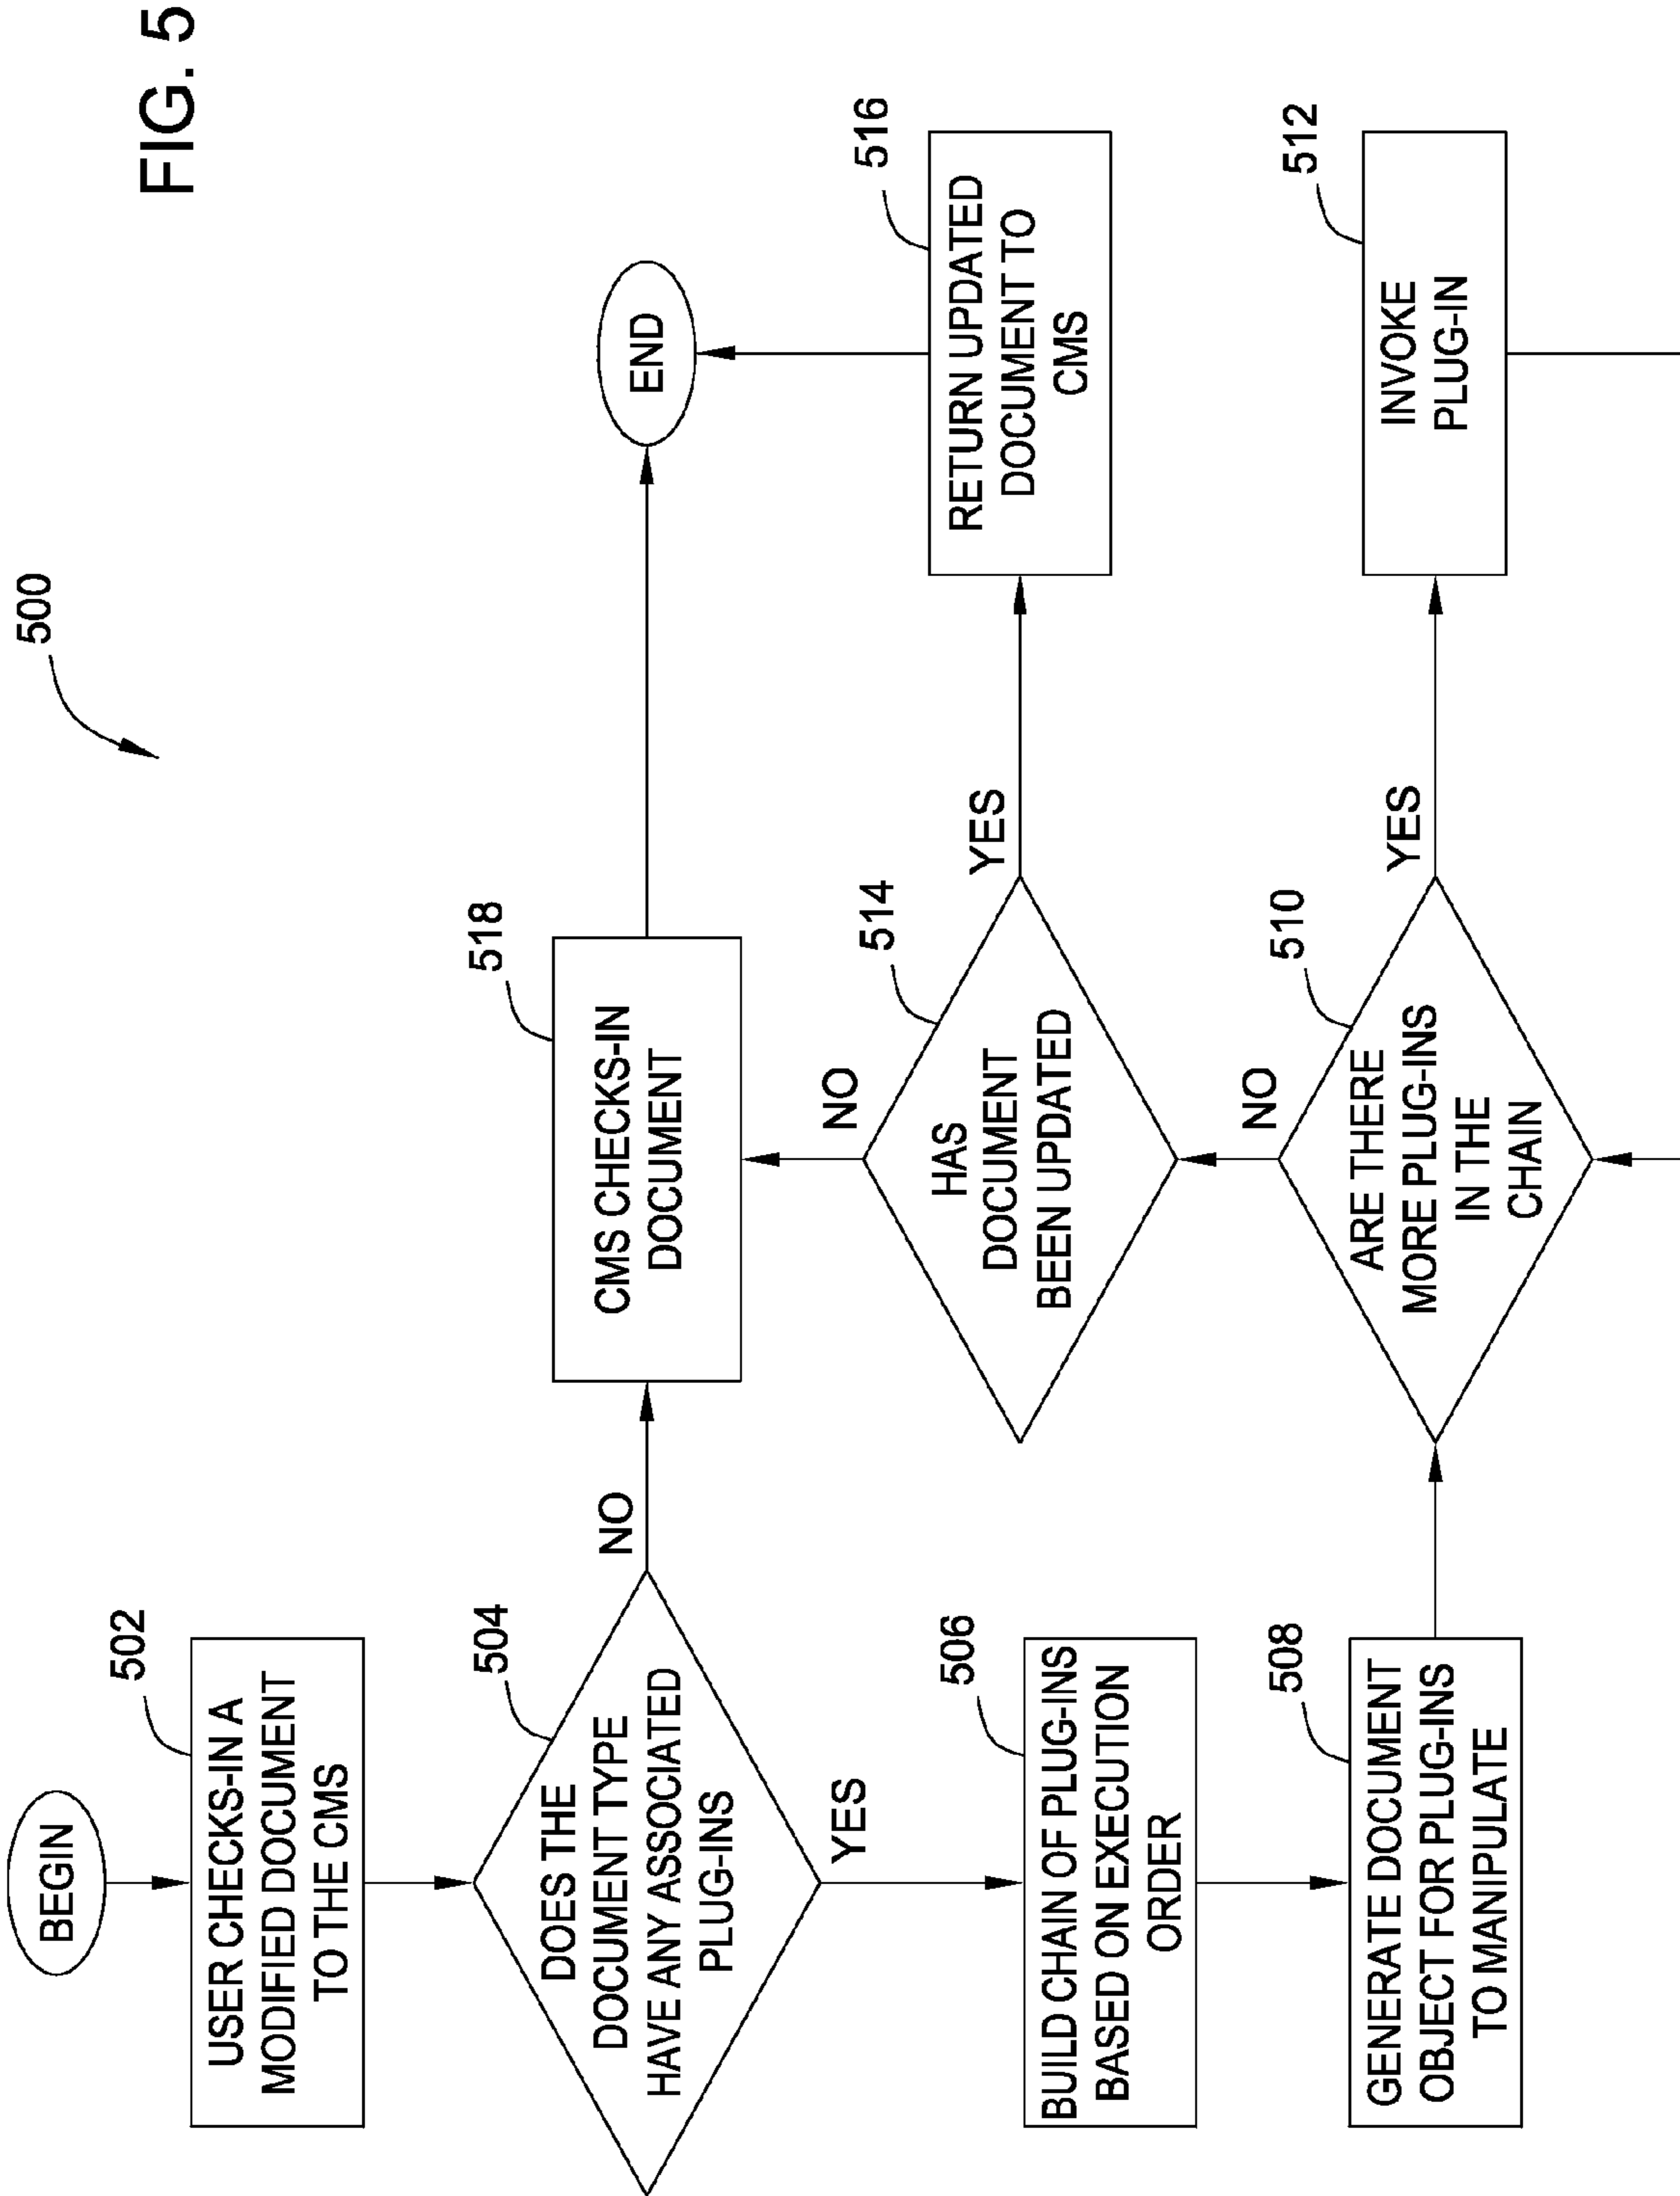 FIG. 5
500
BEGIN
502
USER CHECKS-IN A
MODIFIED DOCUMENT
TO THE CMS
504
DOES THE
DOCUMENT TYPE
HAVE ANY ASSOCIATED
PLUG-INS
NO
YES
506
BUILD CHAIN OF PLUG-INS
BASED ON EXECUTION
ORDER
508
GENERATE DOCUMENT
OBJECT FOR PLUG-INS
TO MANIPULATE
518
CMS CHECKS-IN
DOCUMENT
NO
514
HAS
DOCUMENT
BEEN UPDATED
YES
NO
510
ARE THERE
MORE PLUG-INS
IN THE
CHAIN
YES
END
516
RETURN UPDATED
DOCUMENT TO
CMS
512
INVOKE
PLUG-IN